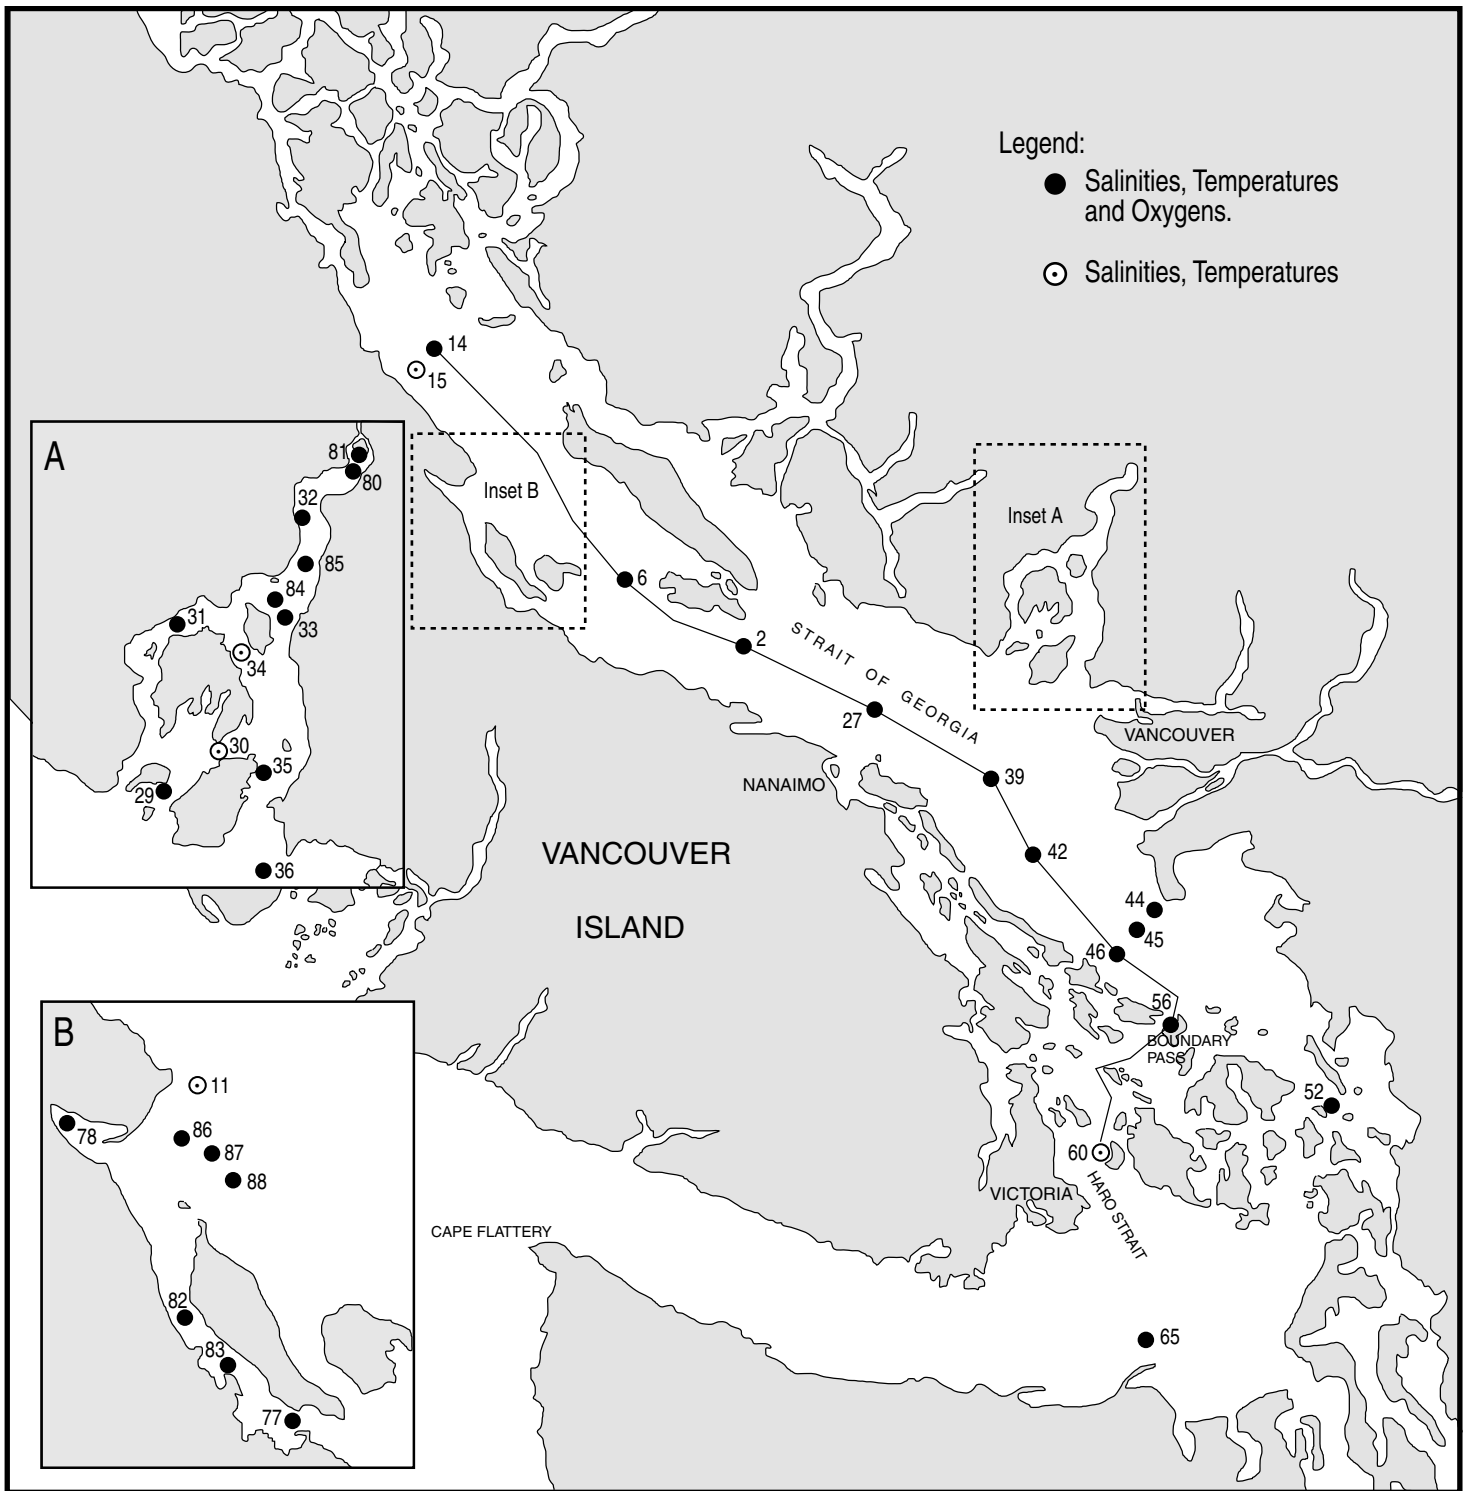 Legend:
Salinities, Temperatures
and Oxygens.
Salinities, Temperatures
14
15
A
81
80
32
85
84
33
31
34
30
35
29
36
Inset B
Inset A
6
2
STRAIT OF GEORGIA
27
VANCOUVER
39
NANAIMO
42
VANCOUVER
ISLAND
44
45
46
56
BOUNDARY
PASS
52
60
HARO STRAIT
VICTORIA
CAPE FLATTERY
65
B
11
78
86
87
88
82
83
77